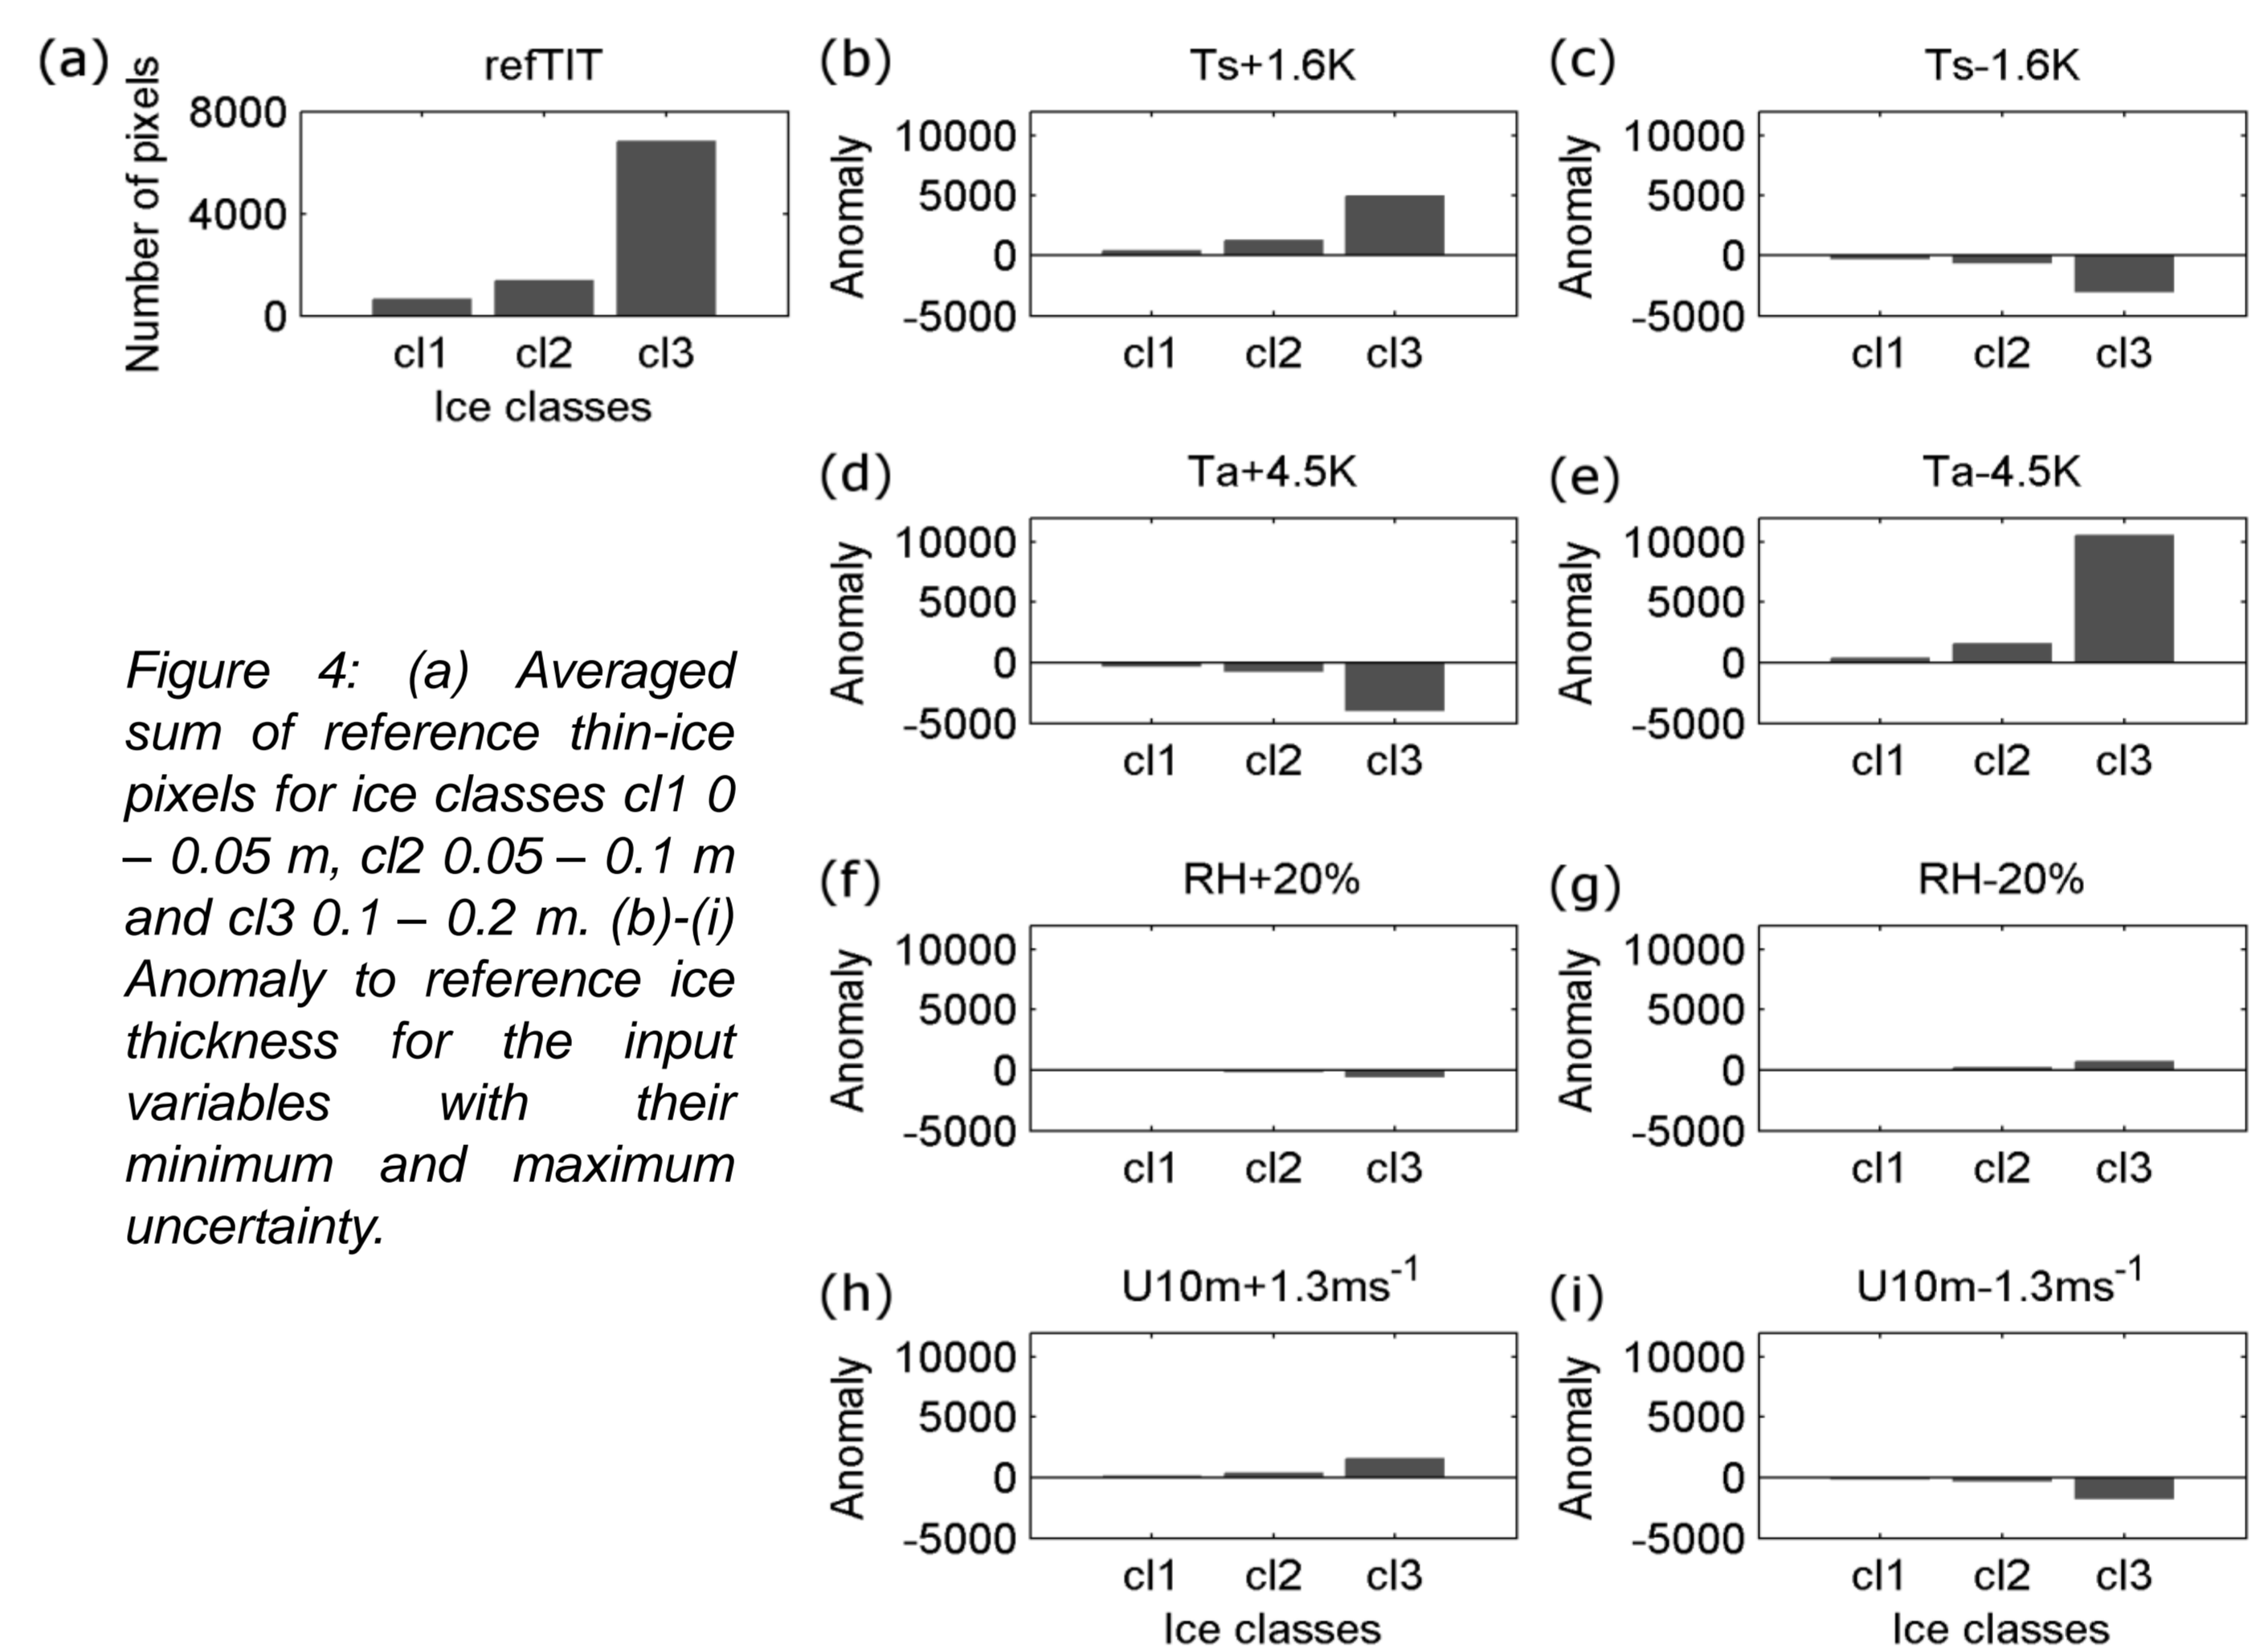 (a)
refTIT
Number of pixels
8000
4000
0
cl1 cl2 cl3
Ice classes
(b)
Ts+1.6K
Anomaly
10000
5000
0
-5000
cl1 cl2 cl3
(c)
Ts-1.6K
Anomaly
10000
5000
0
-5000
cl1 cl2 cl3
(d)
Ta+4.5K
Anomaly
10000
5000
0
-5000
cl1 cl2 cl3
(e)
Ta-4.5K
Anomaly
10000
5000
0
-5000
cl1 cl2 cl3
Figure 4: (a) Averaged
sum of reference thin-ice
pixels for ice classes cl1 0
– 0.05 m, cl2 0.05 – 0.1 m
and cl3 0.1 – 0.2 m. (b)-(i)
Anomaly to reference ice
thickness for the input
variables with their
minimum and maximum
uncertainty.
(f)
RH+20%
Anomaly
10000
5000
0
-5000
cl1 cl2 cl3
(g)
RH-20%
Anomaly
10000
5000
0
-5000
cl1 cl2 cl3
(h)
U10m+1.3ms⁻¹
Anomaly
10000
5000
0
-5000
cl1 cl2 cl3
Ice classes
(i)
U10m-1.3ms⁻¹
Anomaly
10000
5000
0
-5000
cl1 cl2 cl3
Ice classes